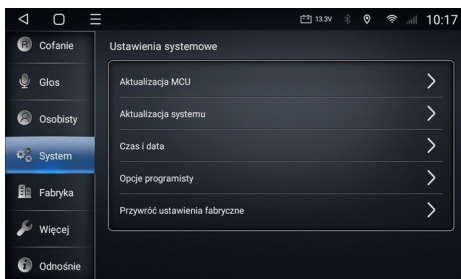 13.3V
10:17
R Cofanie
Ustawienia systemowe
Głos
Aktualizacja MCU
Osobisty
Aktualizacja systemu
System
Czas i data
Fabryka
Opcje programisty
Więcej
Przywróć ustawienia fabryczne
Odnośnie